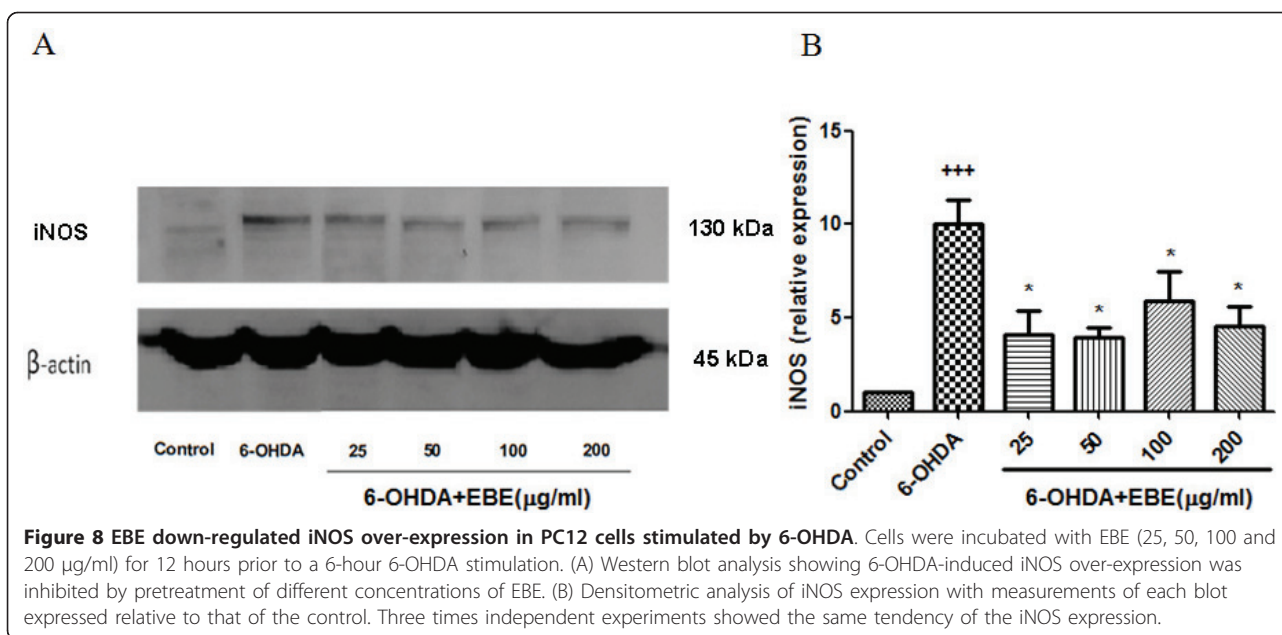 A
iNOS
130 kDa
β-actin
45 kDa
Control 6-OHDA 25 50 100 200
6-OHDA+EBE(µg/ml)
B
iNOS (relative expression)
15
10
5
0
+++
*
*
*
*
Control 6-OHDA 25 50 100 200
6-OHDA+EBE(µg/ml)
Figure 8 EBE down-regulated iNOS over-expression in PC12 cells stimulated by 6-OHDA. Cells were incubated with EBE (25, 50, 100 and
200 µg/ml) for 12 hours prior to a 6-hour 6-OHDA stimulation. (A) Western blot analysis showing 6-OHDA-induced iNOS over-expression was
inhibited by pretreatment of different concentrations of EBE. (B) Densitometric analysis of iNOS expression with measurements of each blot
expressed relative to that of the control. Three times independent experiments showed the same tendency of the iNOS expression.